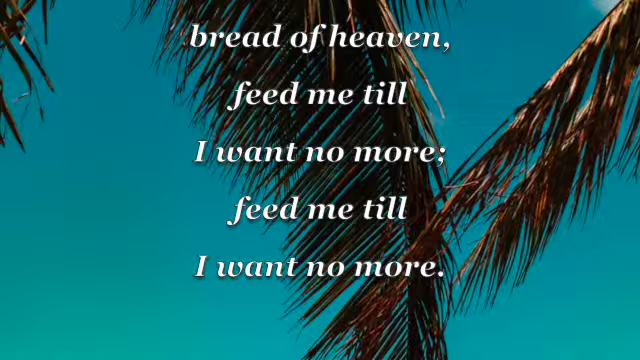 bread of heaven,
feed me till
I want no more;
feed me till
I want no more.